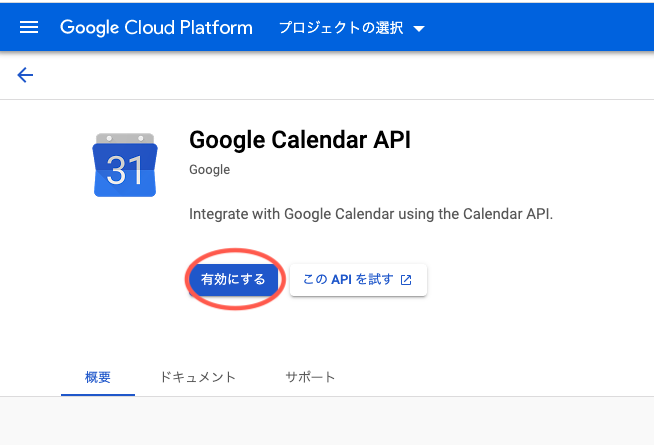 Google Cloud Platform プロジェクトの選択
Google Calendar API
31
Google
Integrate with Google Calendar using the Calendar API.
有効にする この API を試す
概要 ドキュメント サポート